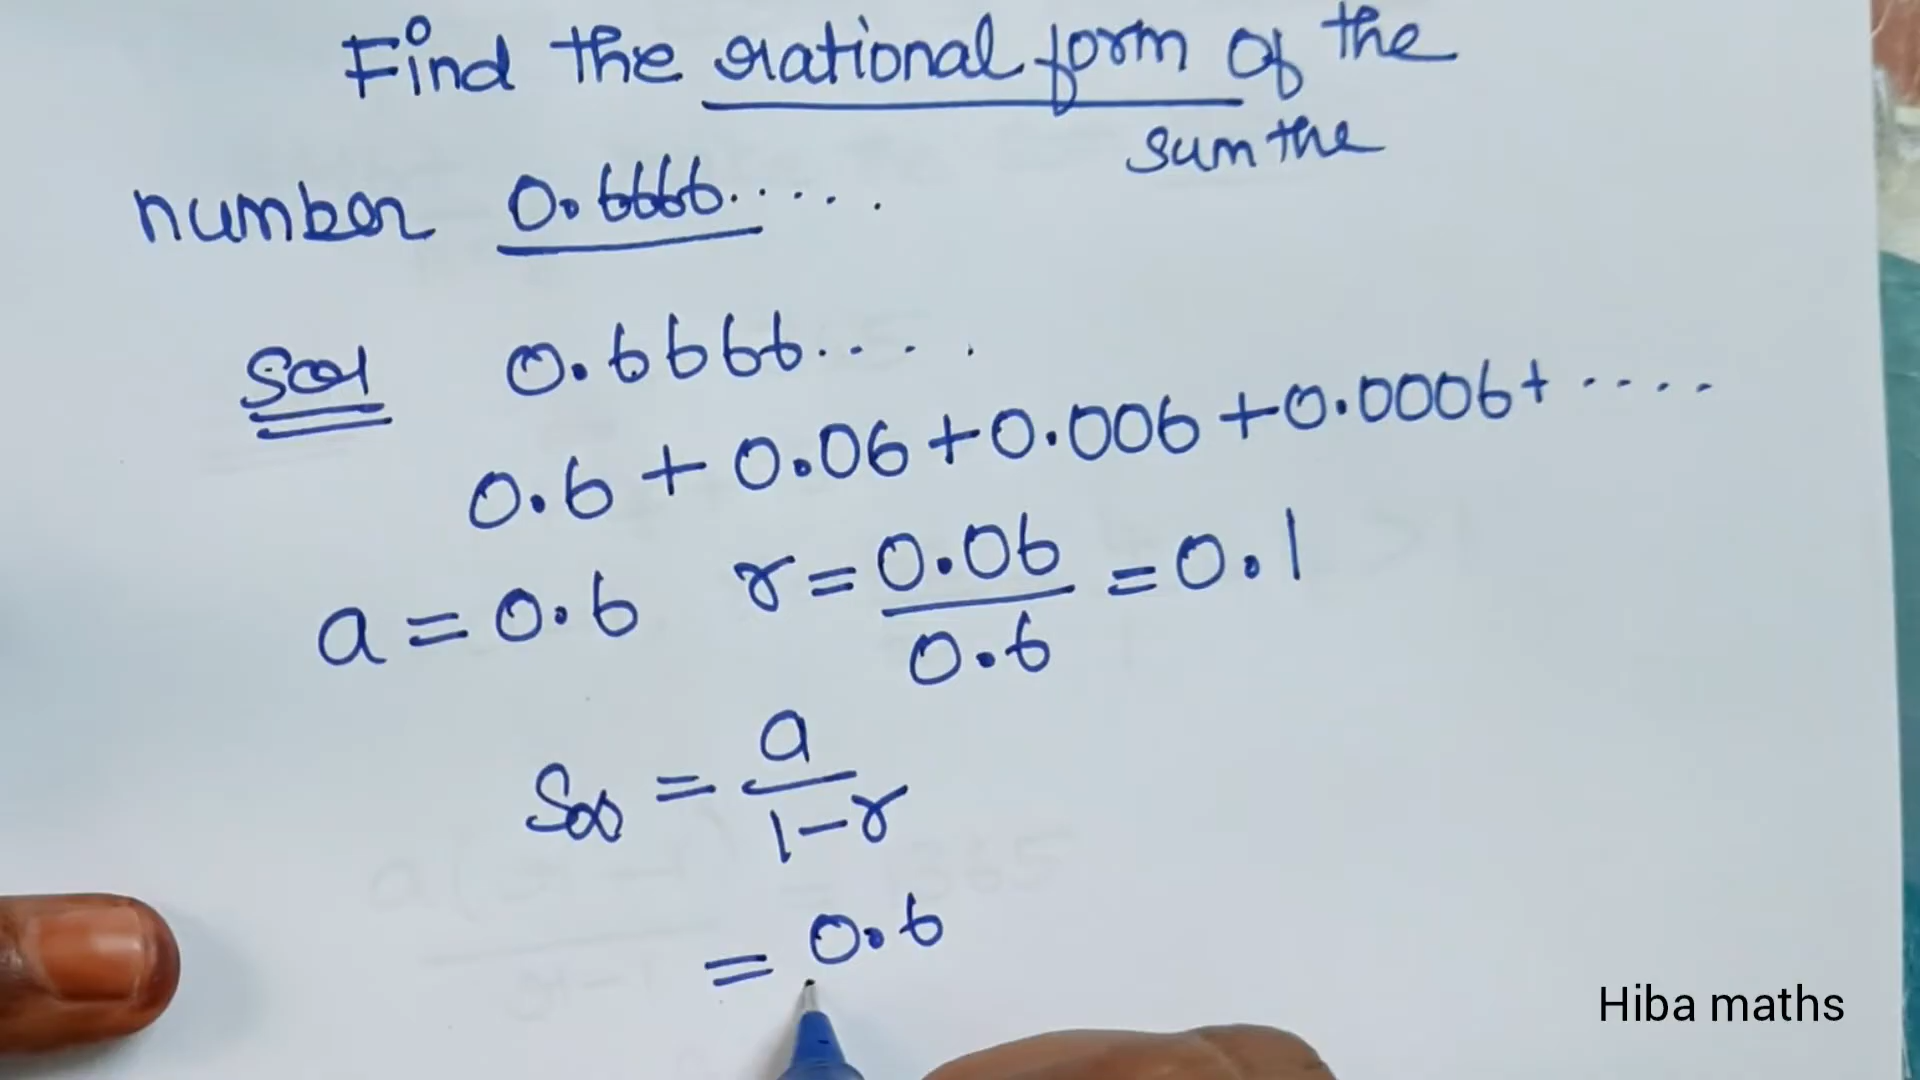 Find the rational form of the
sum the
number 0.6666.....
Sol 0.6666....
0.6 + 0.06 + 0.006 + 0.0006 + ....
a = 0.6 r = 0.06/0.6 = 0.1
S∞ = a/1-r
= 0.6
Hiba maths